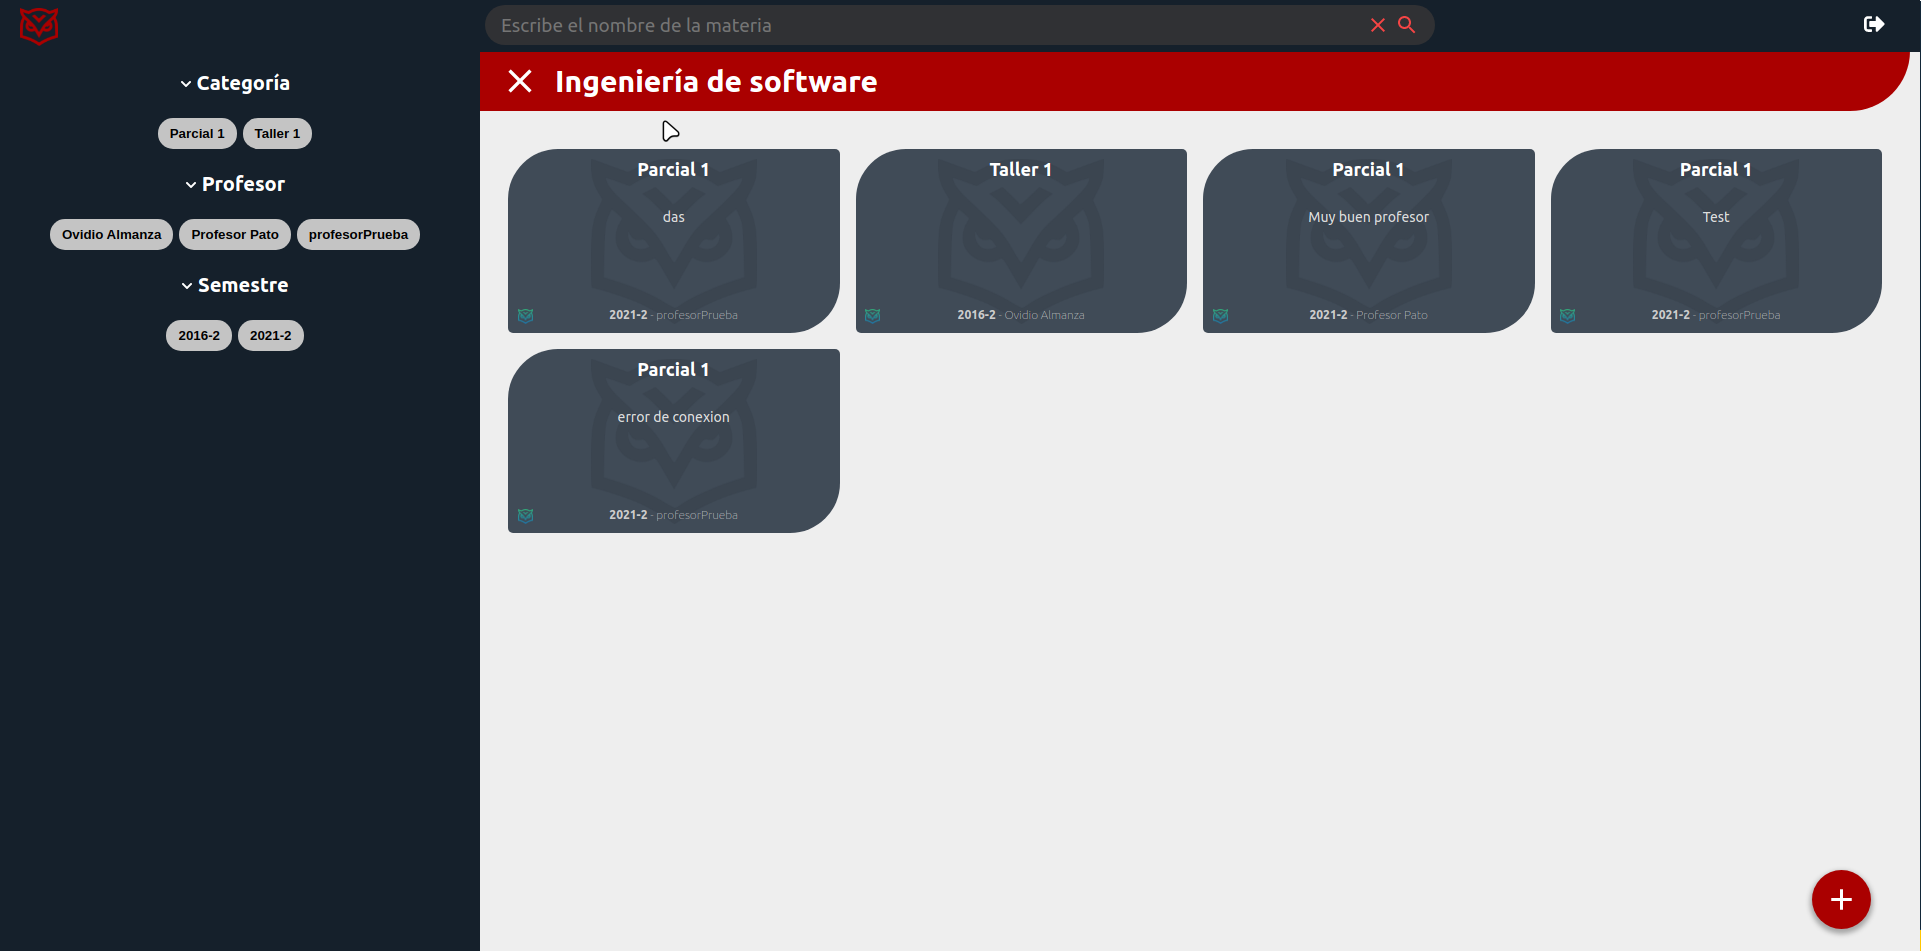 Escribe el nombre de la materia
Categoría
Parcial 1 Taller 1
Profesor
Ovidio Almanza Profesor Pato profesorPrueba
Semestre
2016-2 2021-2
Ingeniería de software
Parcial 1
das
2021-2 - profesorPrueba
Taller 1
2016-2 - Ovidio Almanza
Parcial 1
Muy buen profesor
2021-2 - Profesor Pato
Parcial 1
Test
2021-2 - profesorPrueba
Parcial 1
error de conexion
2021-2 - profesorPrueba